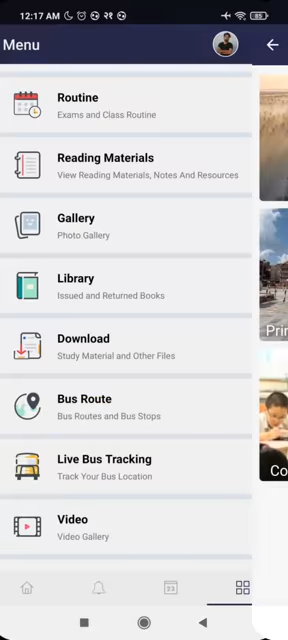 12:17 AM २१ 85
Menu
Routine
Exams and Class Routine
Reading Materials
View Reading Materials, Notes And Resources
Gallery
Photo Gallery
Library
Issued and Returned Books
Download
Study Material and Other Files
Bus Route
Bus Routes and Bus Stops
Live Bus Tracking
Track Your Bus Location
Video
Video Gallery
Prin
Co
23